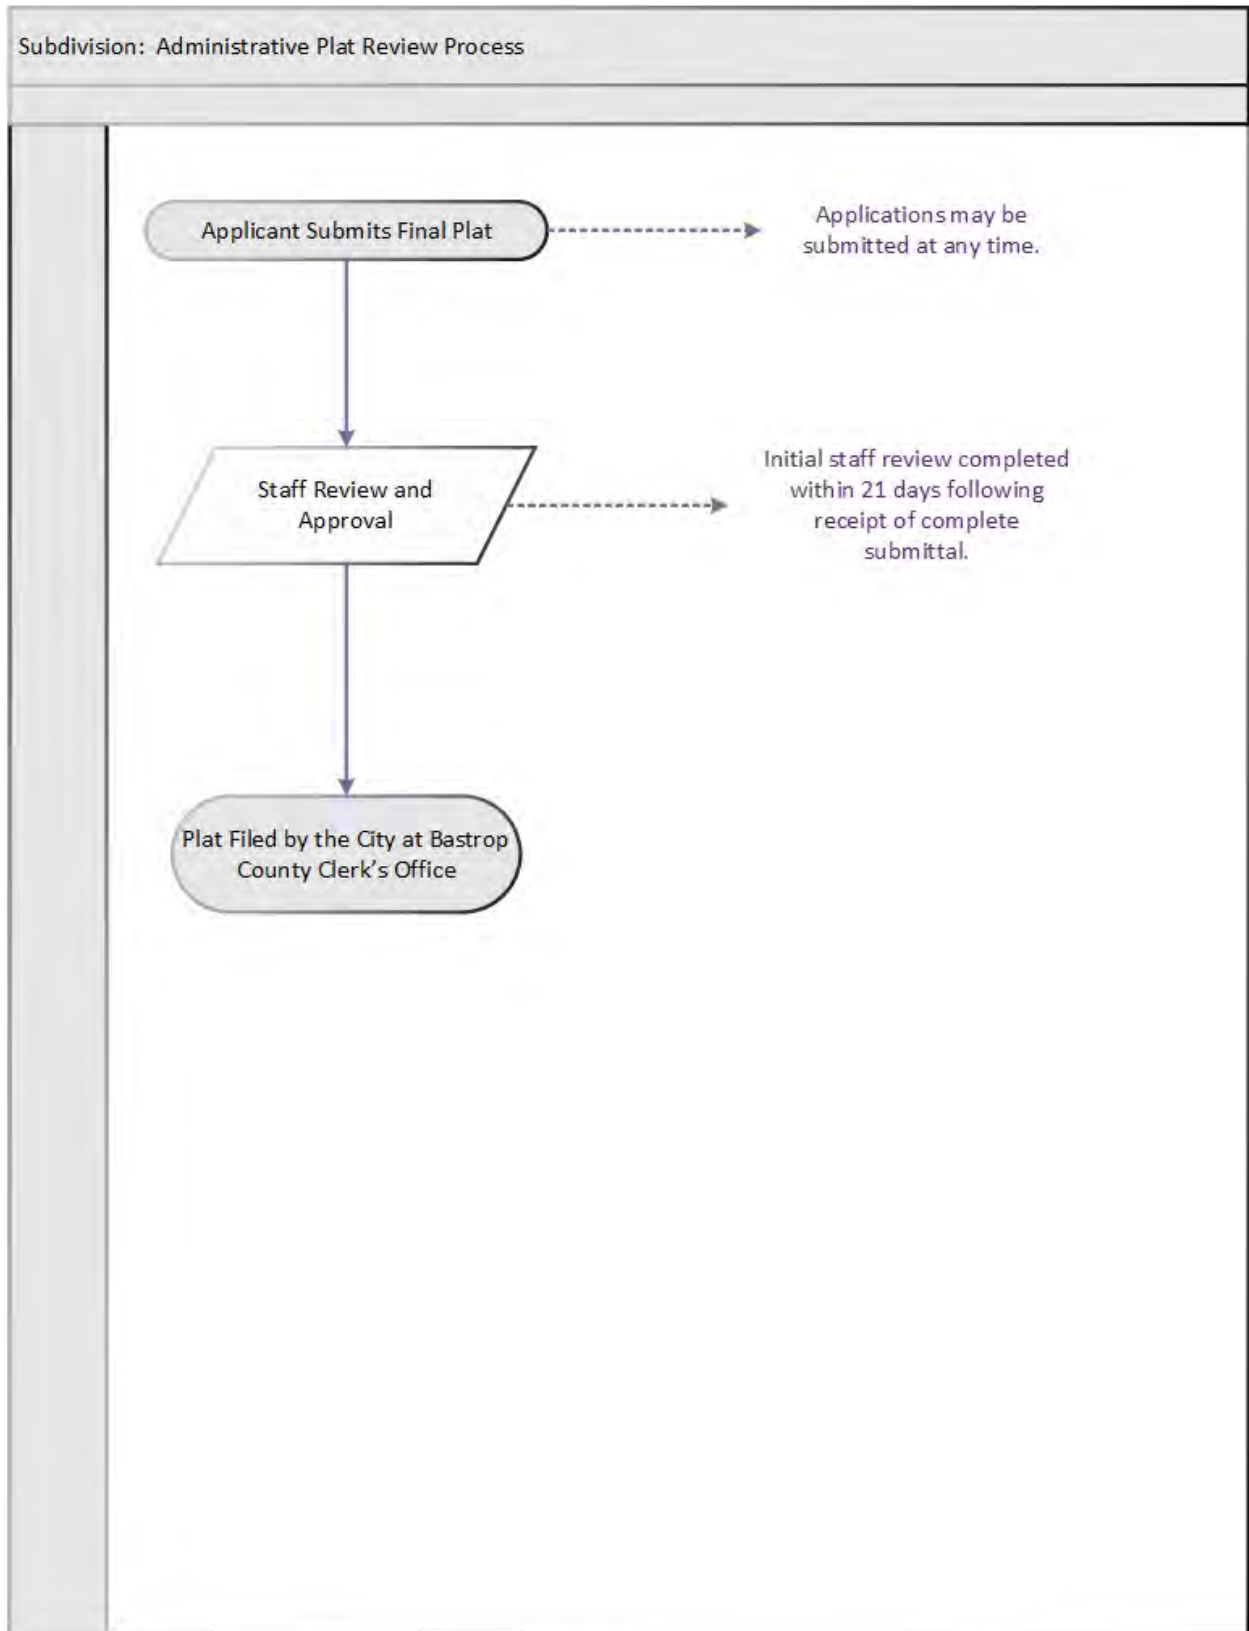 Subdivision: Administrative Plat Review Process
Applicant Submits Final Plat
Applications may be
submitted at any time.
Staff Review and
Approval
Initial staff review completed
within 21 days following
receipt of complete
submittal.
Plat Filed by the City at Bastrop
County Clerk's Office